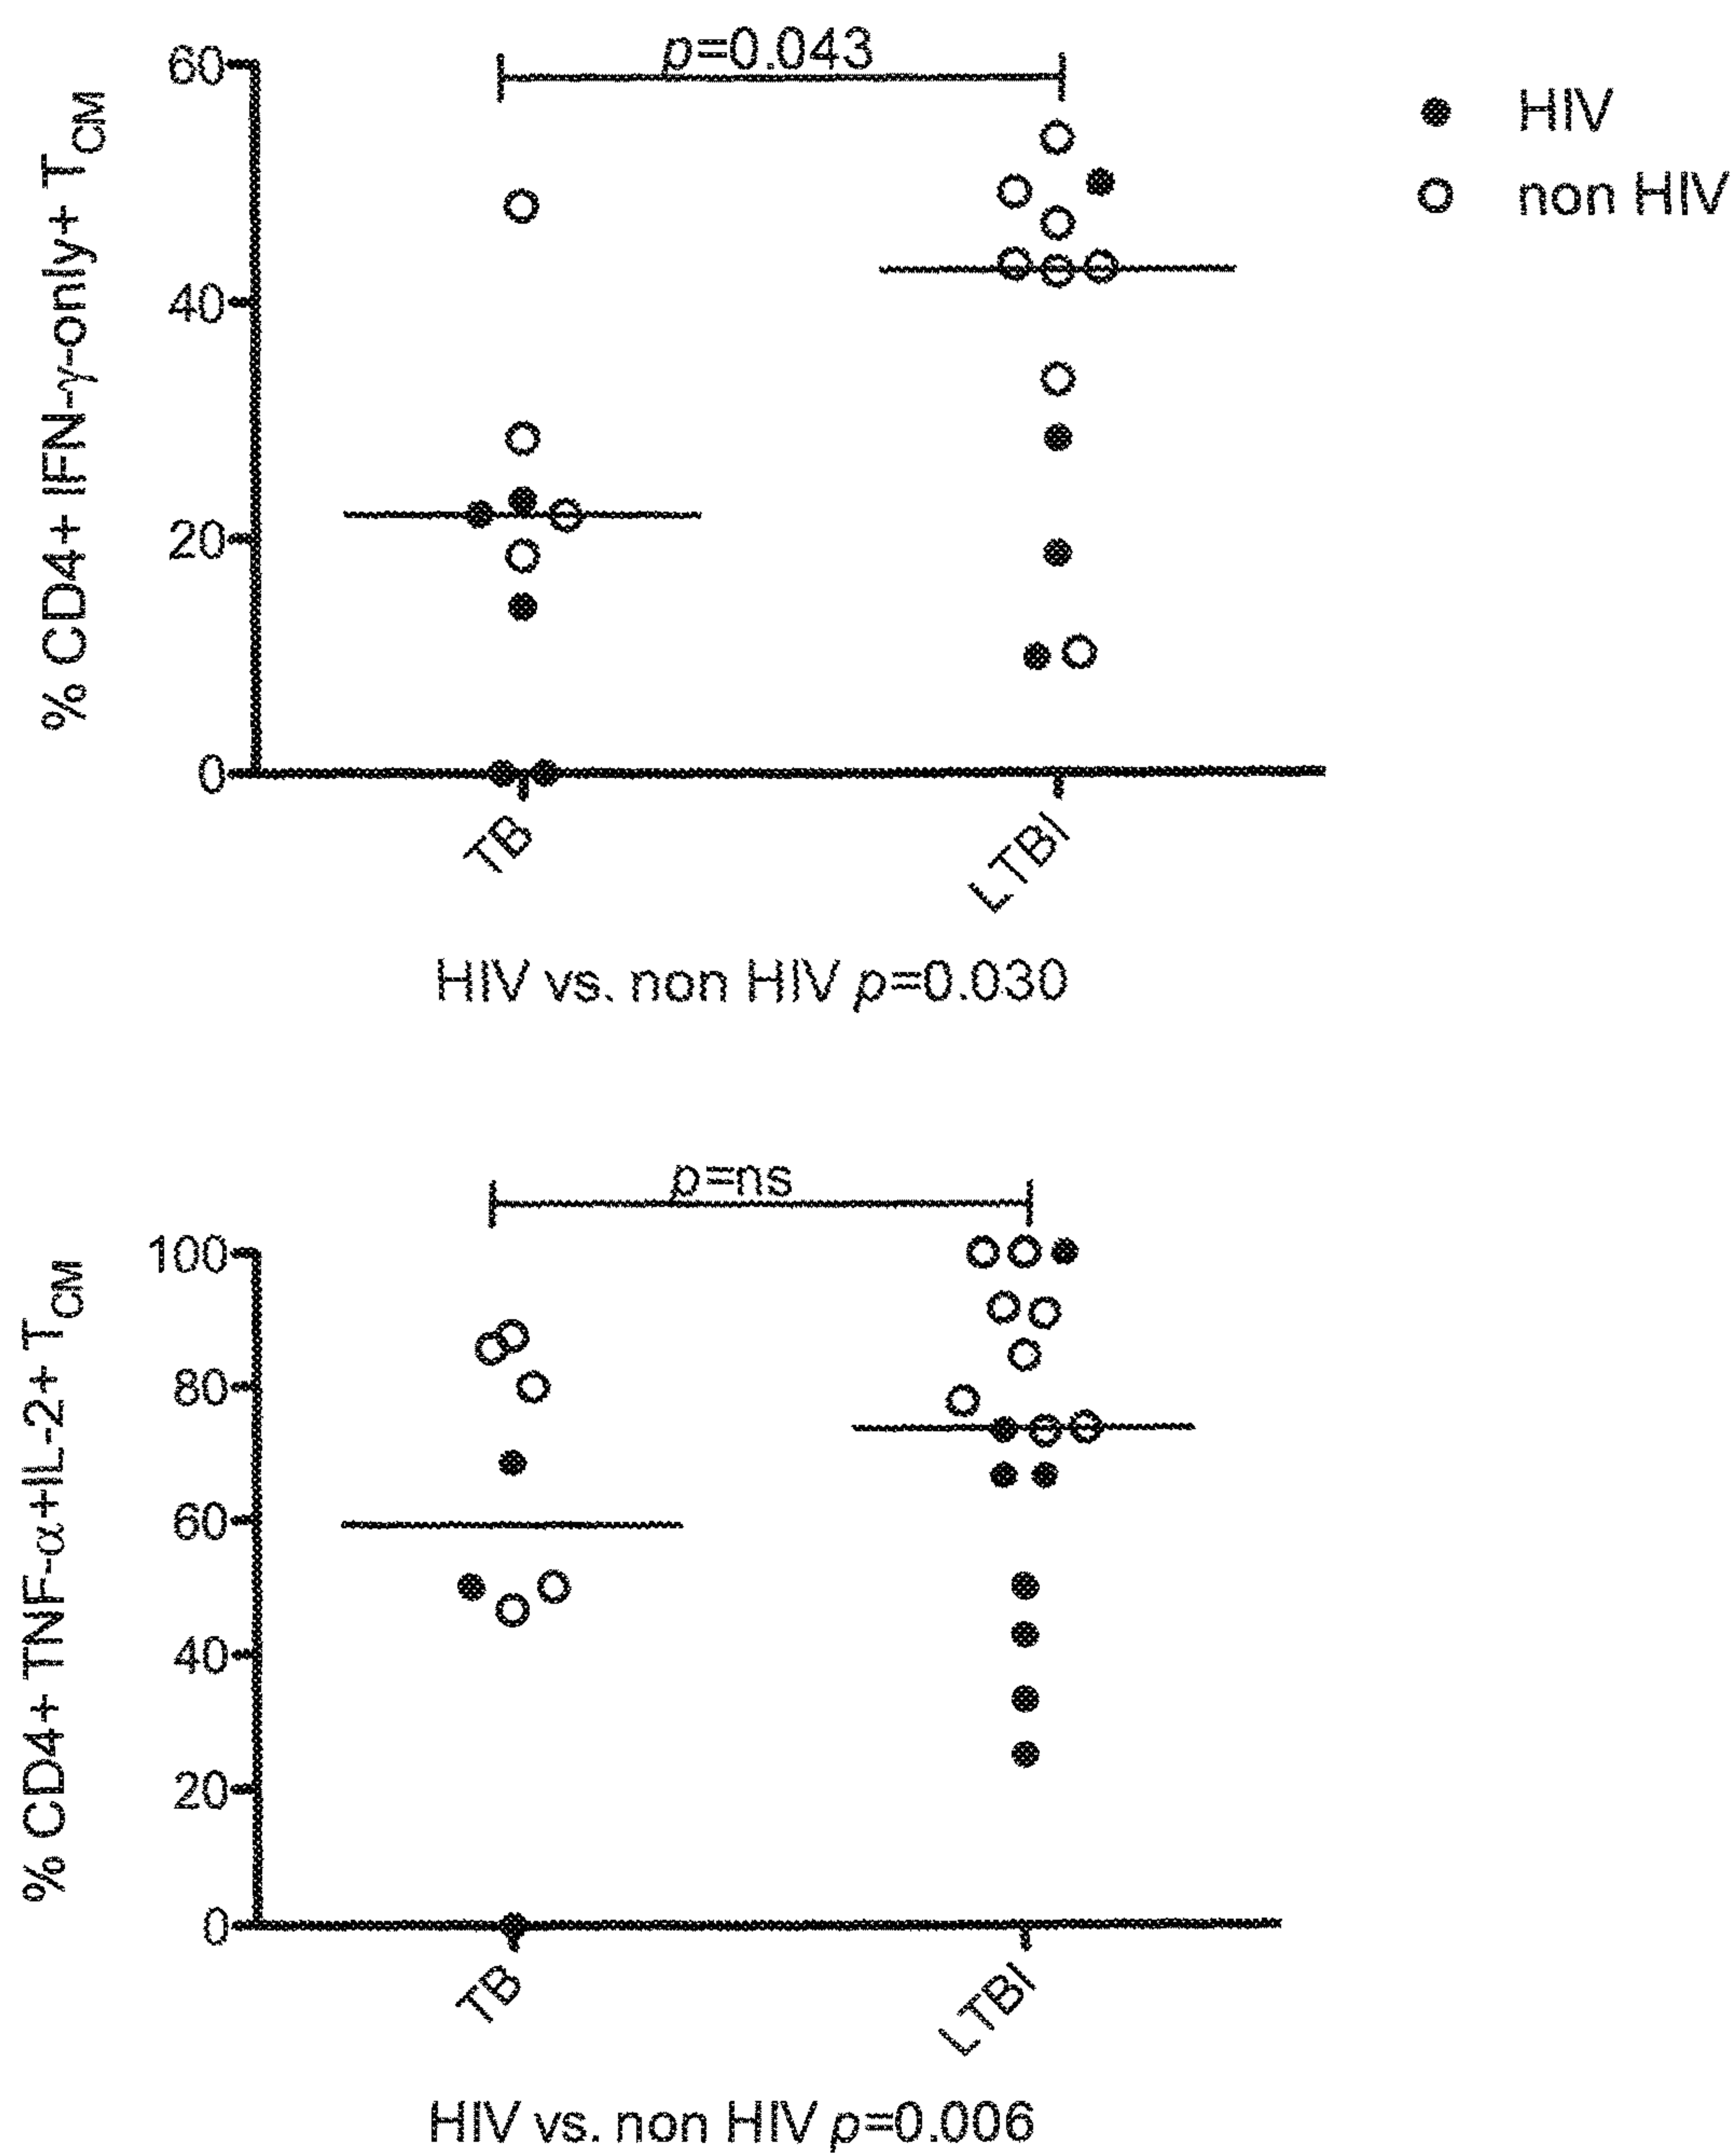 p=0.043
HIV
non HIV
% CD4+ IFN-γ-only+ TCM
60
40
20
0
TB
LTBI
HIV vs. non HIV p=0.030
p=ns
% CD4+ TNF-α+IL-2+ TCM
100
80
60
40
20
0
TB
LTBI
HIV vs. non HIV p=0.006